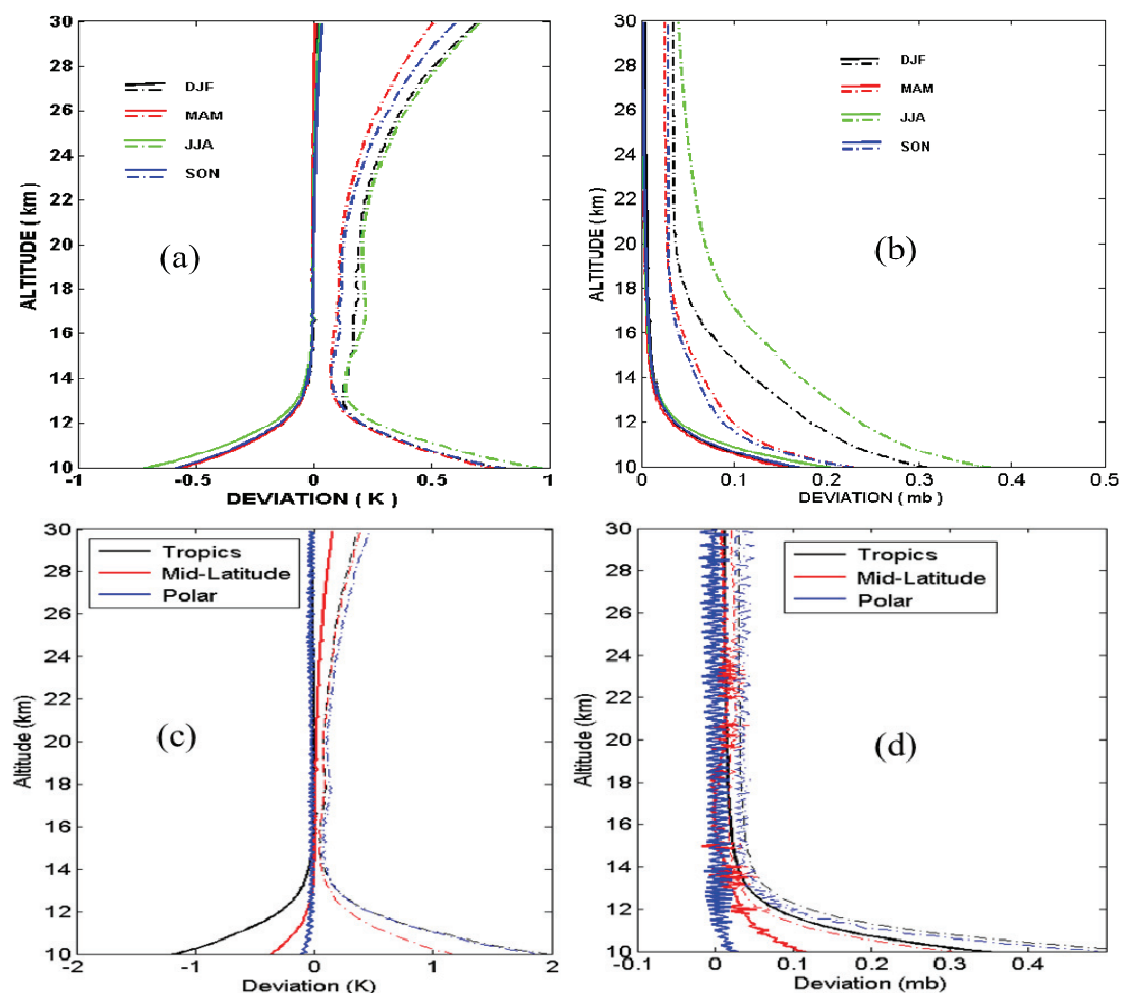 30
28
26
24
22
20
18
16
14
12
10
ALTITUDE ( km )
DJF
MAM
JJA
SON
(a)
-1 -0.5 0 0.5 1
DEVIATION ( K )
30
28
26
24
22
20
18
16
14
12
10
ALTITUDE ( km )
DJF
MAM
JJA
SON
(b)
0 0.1 0.2 0.3 0.4 0.5
DEVIATION ( mb )
30
28
26
24
22
20
18
16
14
12
10
Altitude (km)
Tropics
Mid-Latitude
Polar
(c)
-2 -1 0 1 2
Deviation (K)
30
28
26
24
22
20
18
16
14
12
10
Altitude (km)
Tropics
Mid-Latitude
Polar
(d)
-0.1 0 0.1 0.2 0.3 0.4
Deviation (mb)